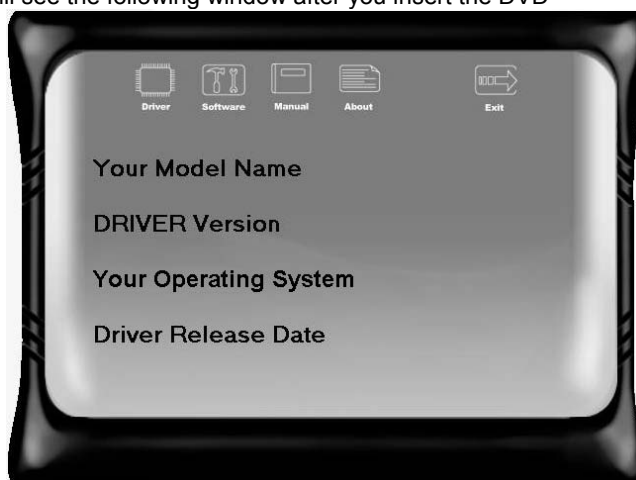 ll see the following window after you insert the DVD
Driver Software Manual About Exit
Your Model Name
DRIVER Version
Your Operating System
Driver Release Date